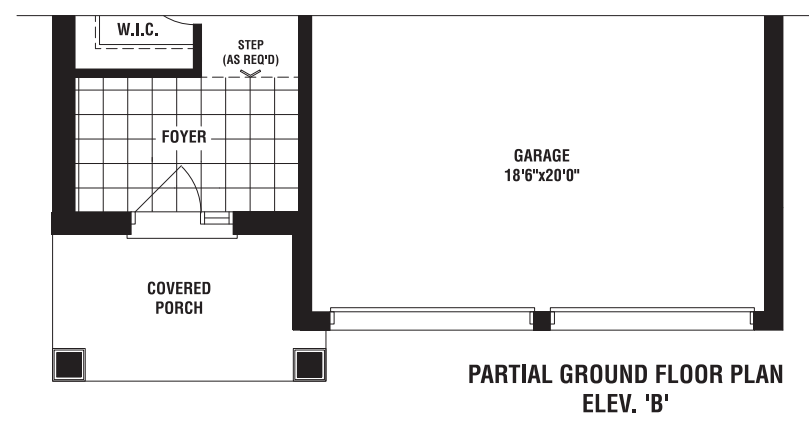 W.I.C.
STEP
(AS REQ'D)
FOYER
GARAGE
18'6"x20'0"
COVERED
PORCH
PARTIAL GROUND FLOOR PLAN
ELEV. 'B'